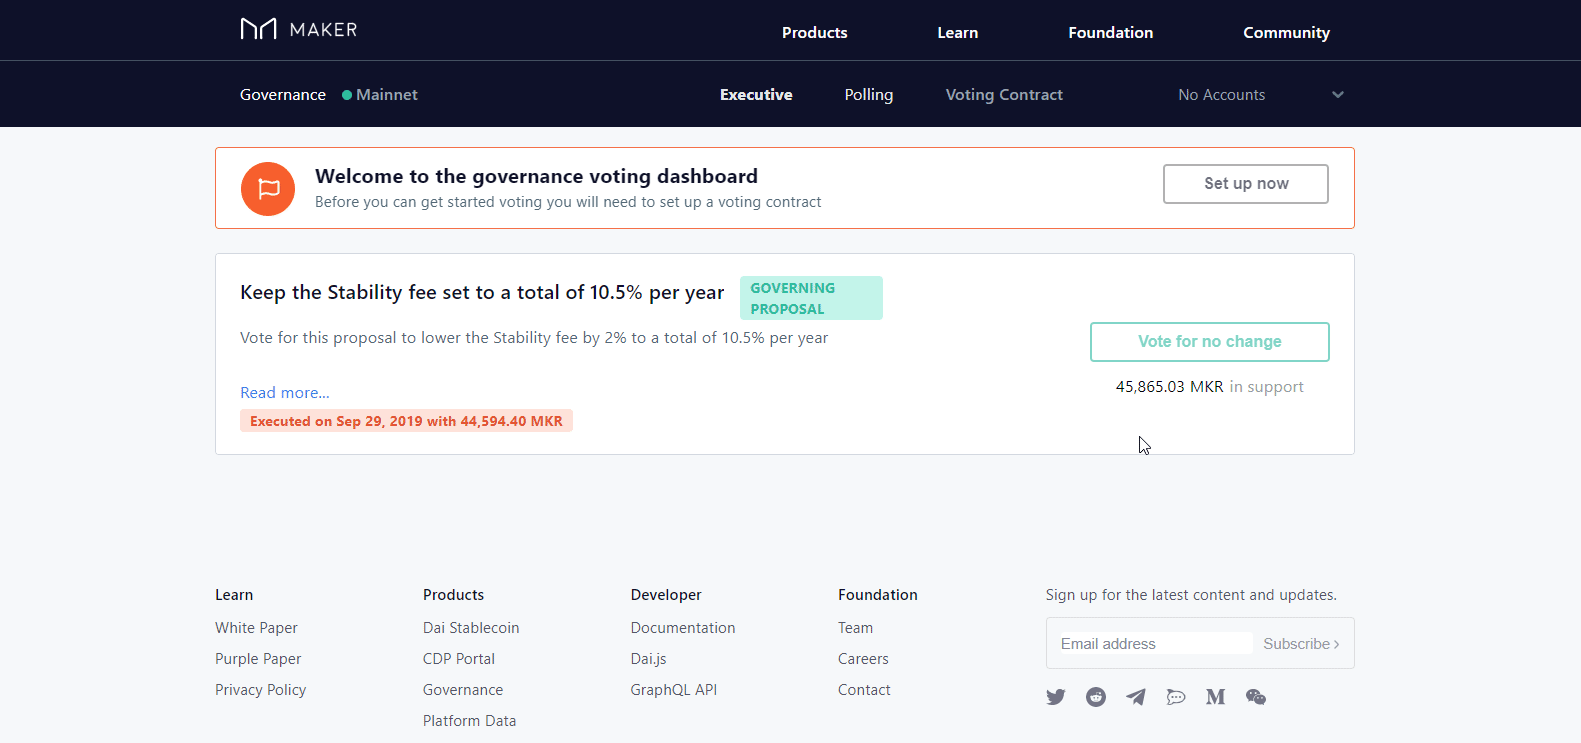 MAKER
Products
Learn
Foundation
Community
Governance
Mainnet
Executive
Polling
Voting Contract
No Accounts
Welcome to the governance voting dashboard
Before you can get started voting you will need to set up a voting contract
Set up now
Keep the Stability fee set to a total of 10.5% per year
GOVERNING
PROPOSAL
Vote for this proposal to lower the Stability fee by 2% to a total of 10.5% per year
Vote for no change
45,865.03 MKR in support
Read more...
Executed on Sep 29, 2019 with 44,594.40 MKR
Learn
White Paper
Purple Paper
Privacy Policy
Products
Dai Stablecoin
CDP Portal
Governance
Platform Data
Developer
Documentation
Dai.js
GraphQL API
Foundation
Team
Careers
Contact
Sign up for the latest content and updates.
Email address
Subscribe